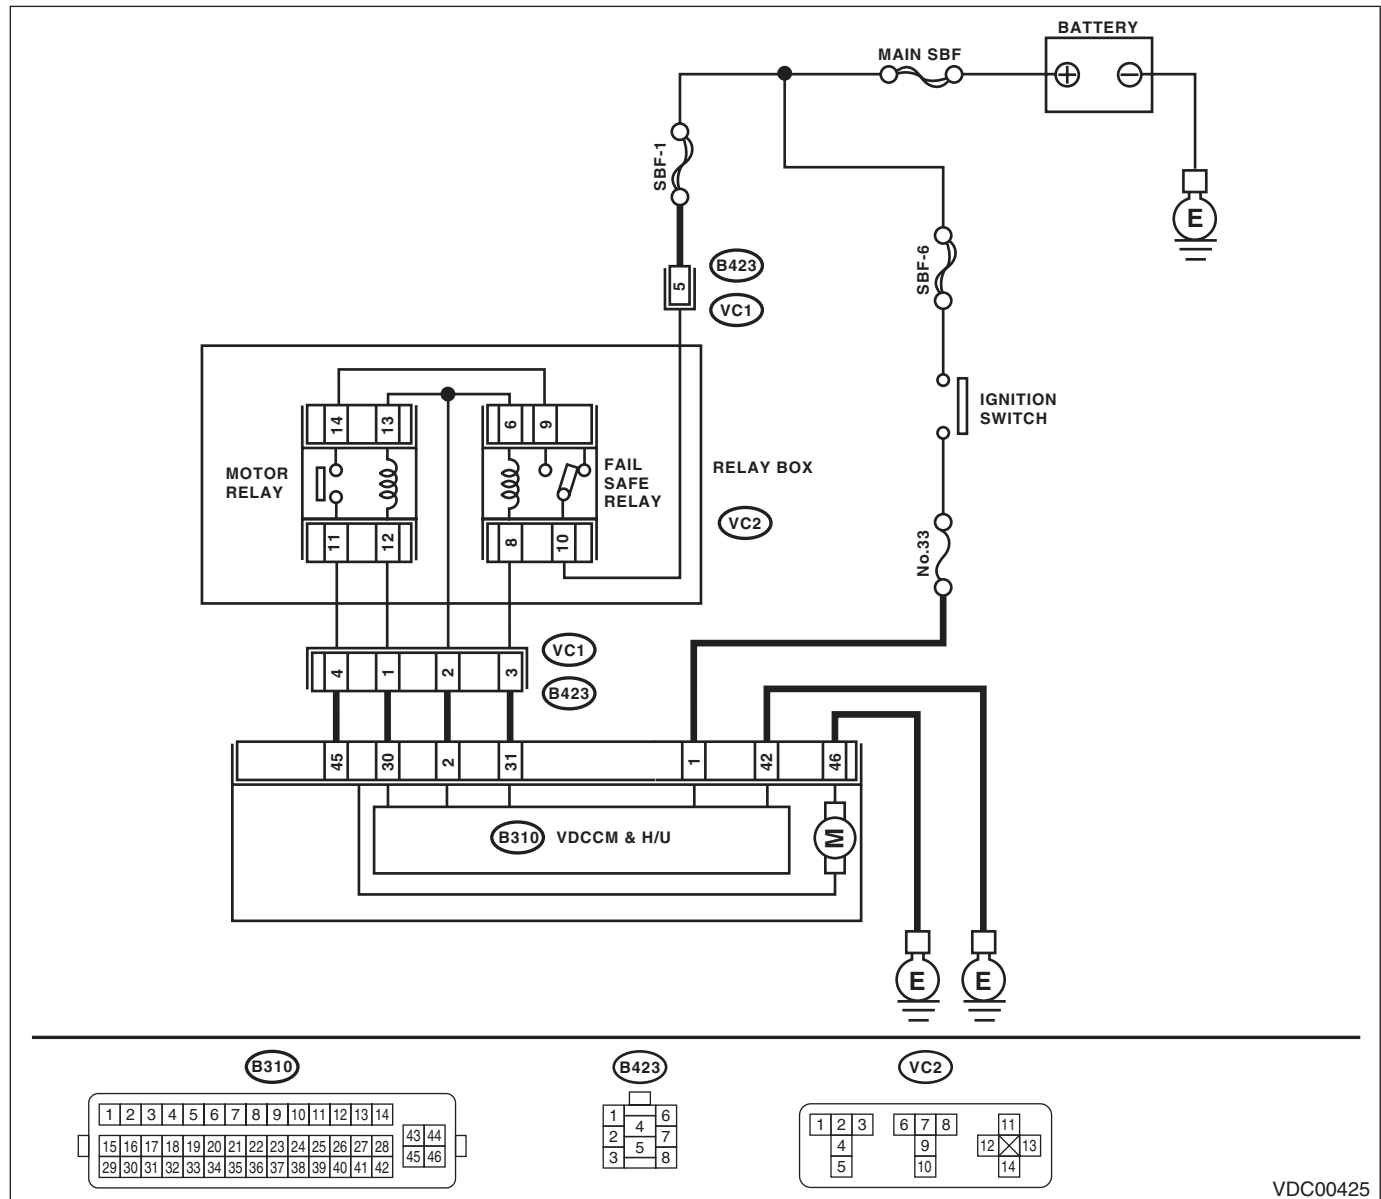 BATTERY
MAIN SBF
SBF-1
E
5
B423
VC1
SBF-6
IGNITION
SWITCH
14 13
6 9
MOTOR
RELAY
FAIL
SAFE
RELAY
RELAY BOX
VC2
11 12
8 10
No.33
VC1
4 1 2 3
B423
45 30 2 31 1 42 46
B310 VDCCM & H/U
M
E E
B310
B423
VC2
1 2 3 4 5 6 7 8 9 10 11 12 13 14
15 16 17 18 19 20 21 22 23 24 25 26 27 28
29 30 31 32 33 34 35 36 37 38 39 40 41 42
43 44
45 46
1 6
4
2 7
5
3 8
1 2 3
4
5
6 7 8
9
10
11
12 13
14
VDC00425